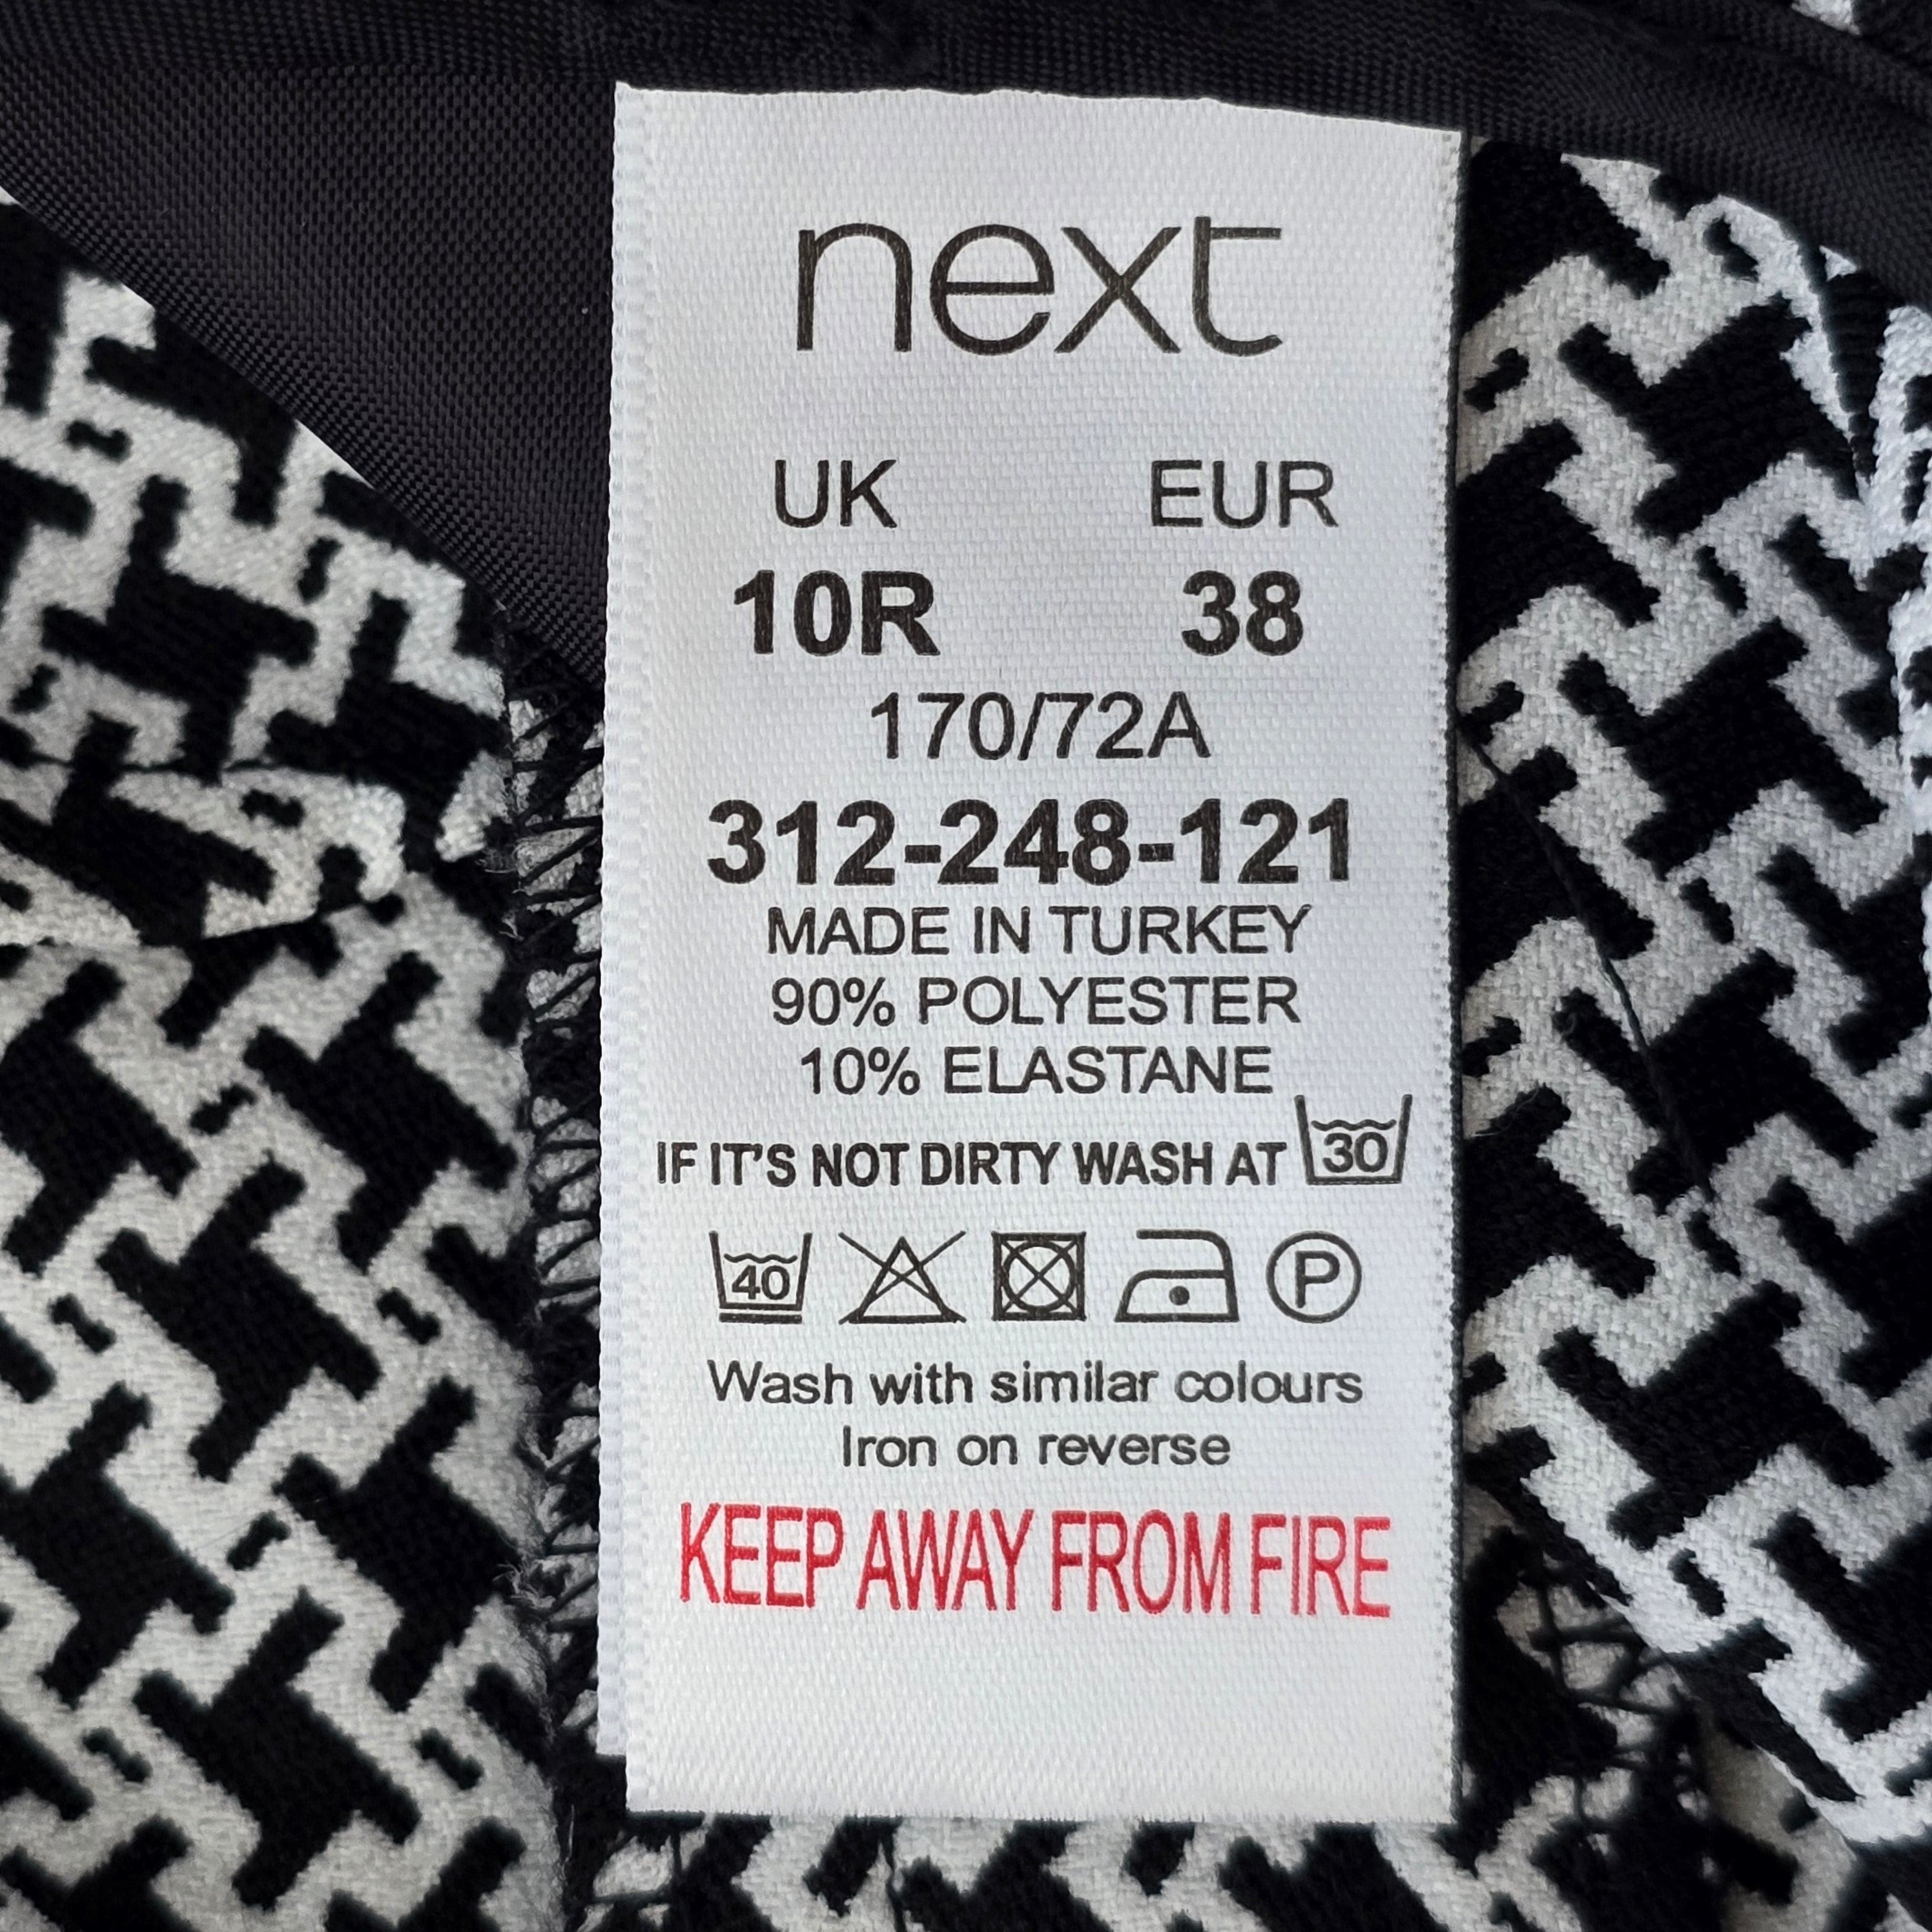 next
UK EUR
10R 38
170/72A
312-248-121
MADE IN TURKEY
90% POLYESTER
10% ELASTANE
IF IT'S NOT DIRTY WASH AT 30
40 P
Wash with similar colours
Iron on reverse
KEEP AWAY FROM FIRE